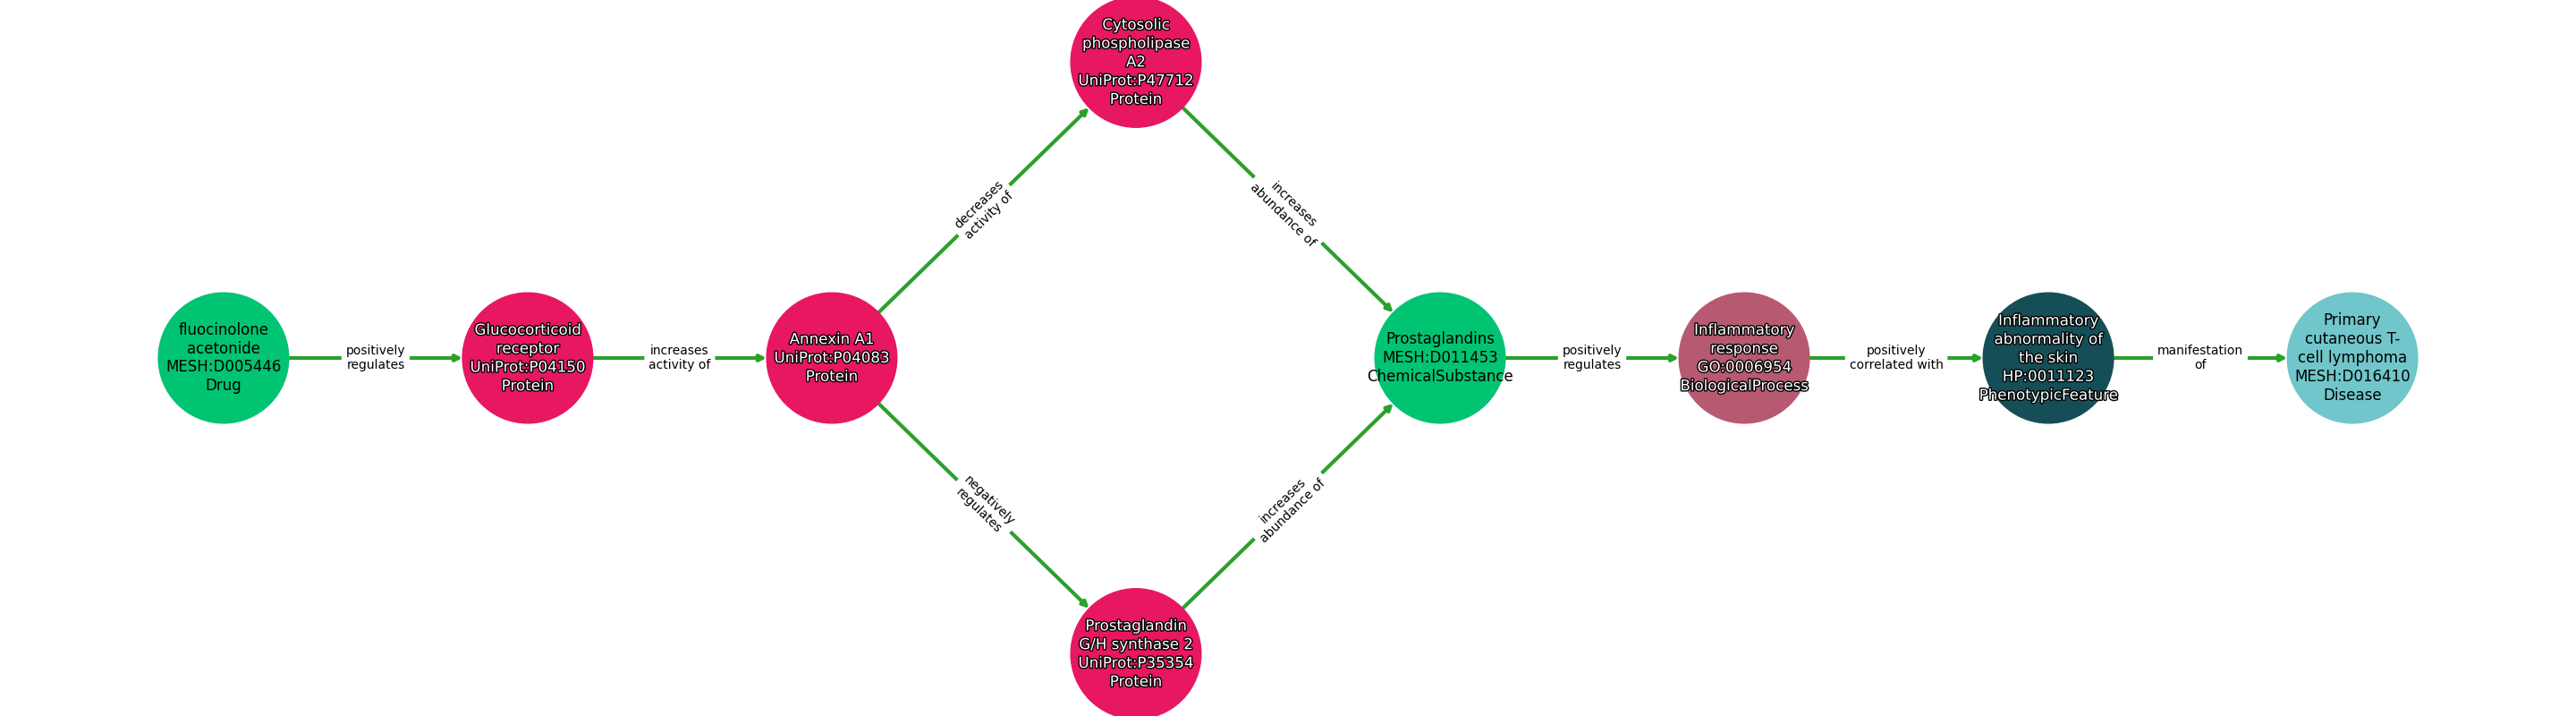 Cytosolic
phospholipase
A2
UniProt:P47712
Protein
decreases
activity of
increases
abundance of
fluocinolone
acetonide
MESH:D005446
Drug
positively
regulates
Glucocorticoid
receptor
UniProt:P04150
Protein
increases
activity of
Annexin A1
UniProt:P04083
Protein
Prostaglandins
MESH:D011453
ChemicalSubstance
positively
regulates
Inflammatory
response
GO:0006954
BiologicalProcess
positively
correlated with
Inflammatory
abnormality of
the skin
HP:0011123
PhenotypicFeature
manifestation
of
Primary
cutaneous T-
cell lymphoma
MESH:D016410
Disease
negatively
regulates
increases
abundance of
Prostaglandin
G/H synthase 2
UniProt:P35354
Protein